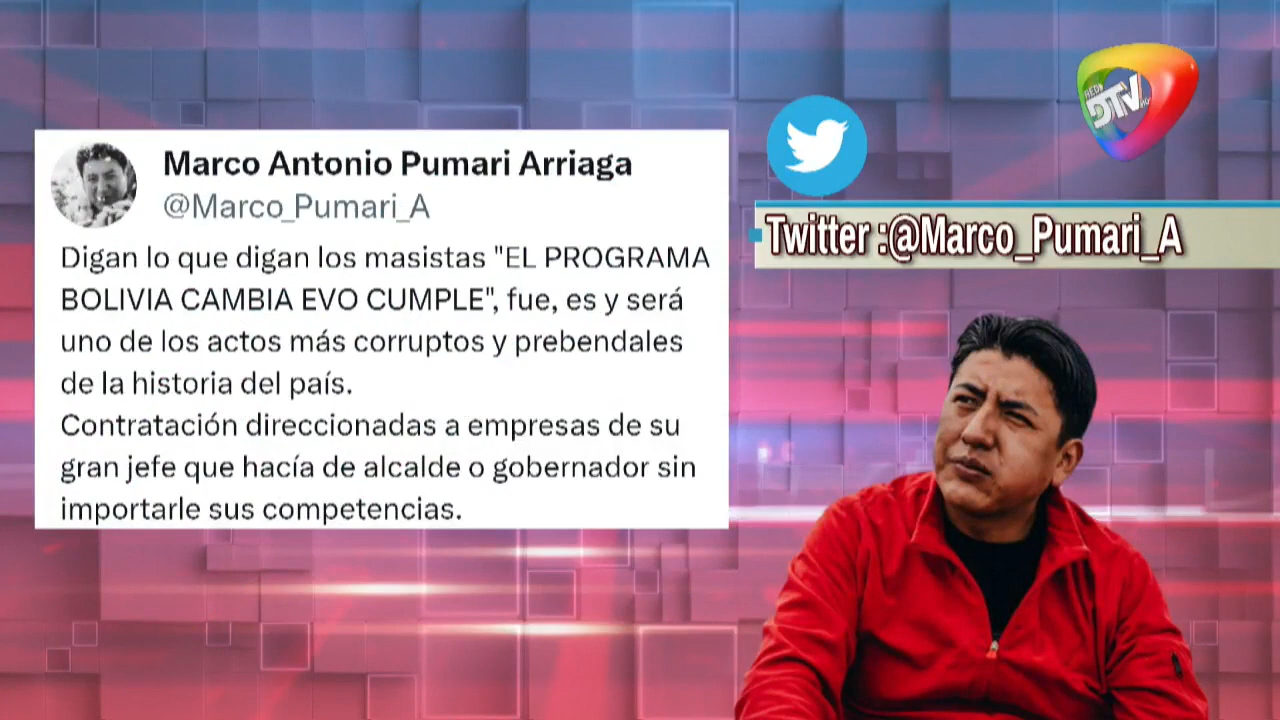 Marco Antonio Pumari Arriaga
@Marco_Pumari_A
Digan lo que digan los masistas "EL PROGRAMA
BOLIVIA CAMBIA EVO CUMPLE", fue, es y será
uno de los actos más corruptos y prebendales
de la historia del país.
Contratación direccionadas a empresas de su
gran jefe que hacía de alcalde o gobernador sin
importarle sus competencias.
RED
DTV
Twitter :@Marco_Pumari_A